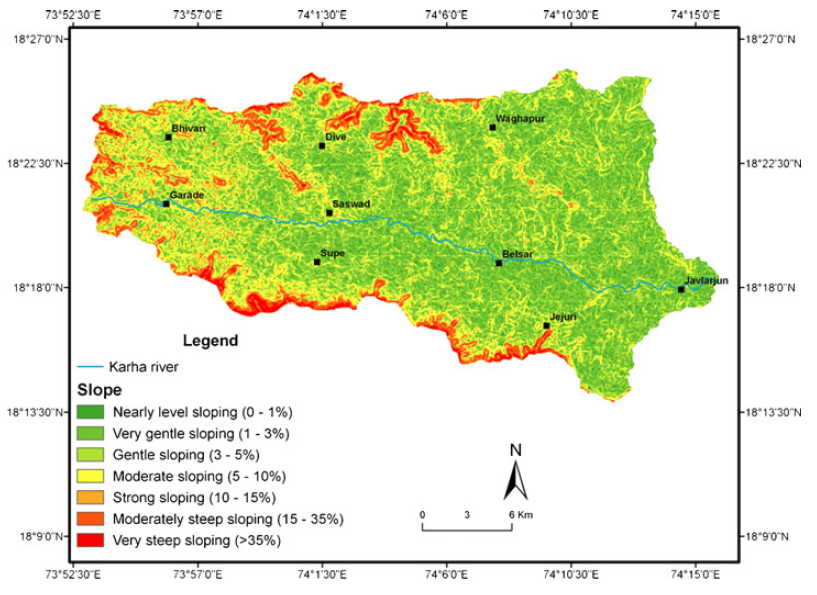 73°52'30"E 73°57'0"E 74°1'30"E 74°6'0"E 74°10'30"E 74°15'0"E
18°27'0"N 18°27'0"N
Waghapur
Bhivari
Dive
18°22'30"N 18°22'30"N
Garade
Saswad
Supe
Belsar
Javlarjun
18°18'0"N 18°18'0"N
Jejuri
Legend
Karha river
Slope
Nearly level sloping (0 - 1%)
18°13'30"N 18°13'30"N
Very gentle sloping (1 - 3%)
Gentle sloping (3 - 5%)
Moderate sloping (5 - 10%)
Strong sloping (10 - 15%)
Moderately steep sloping (15 - 35%)
Very steep sloping (>35%)
N
0 3 6 Km
18°9'0"N 18°9'0"N
73°52'30"E 73°57'0"E 74°1'30"E 74°6'0"E 74°10'30"E 74°15'0"E